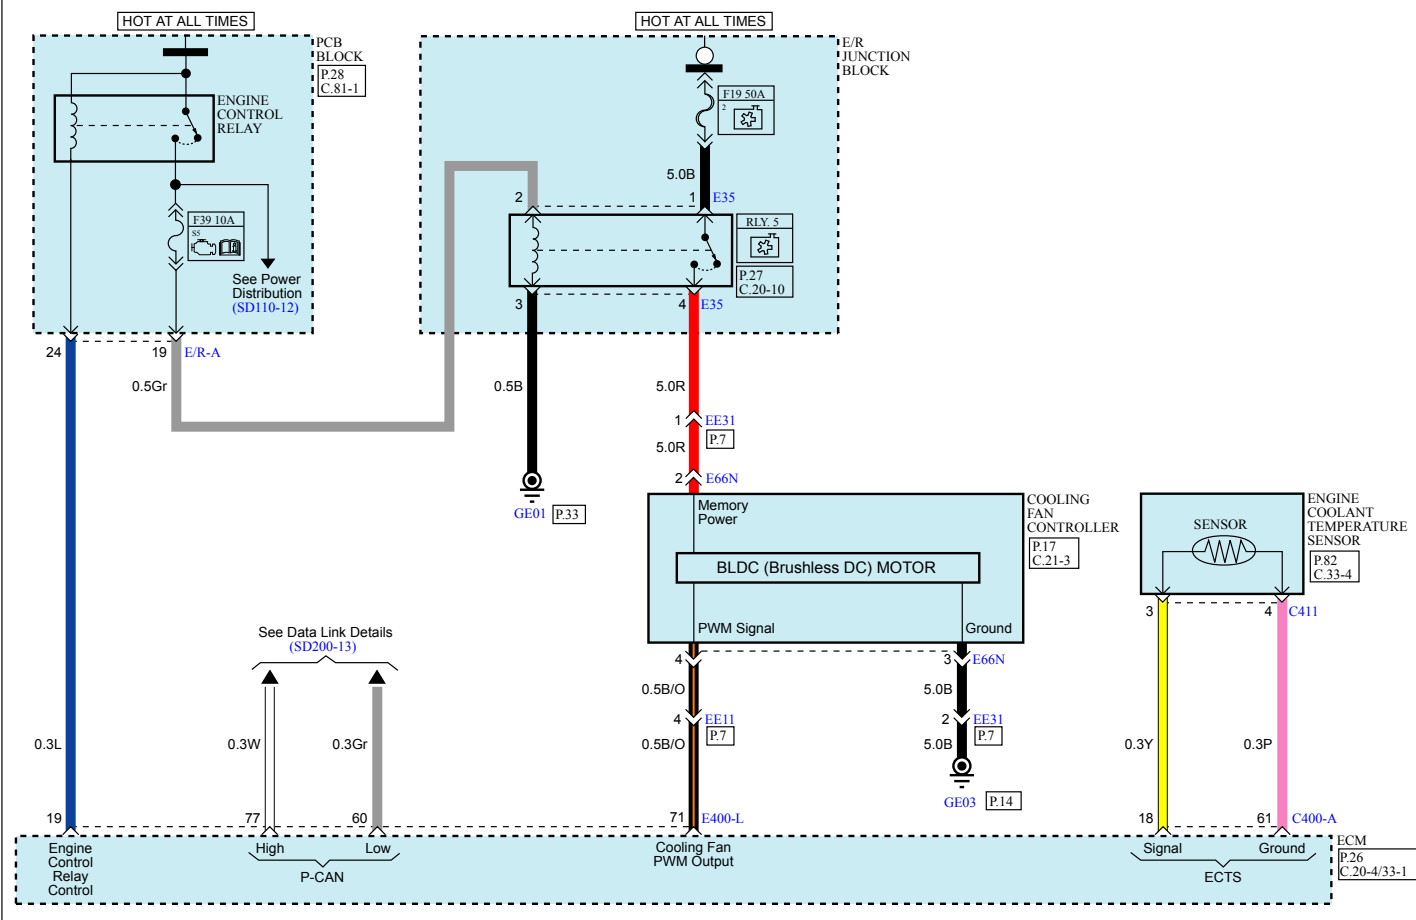 HOT AT ALL TIMES
HOT AT ALL TIMES
PCB
BLOCK
P.28
C.81-1
ENGINE
CONTROL
RELAY
F39 10A
S5
See Power
Distribution
(SD110-12)
24
19
E/R-A
0.5Gr
E/R
JUNCTION
BLOCK
F19 50A
2
5.0B
2
1
E35
RLY. 5
P.27
C.20-10
3
4
E35
0.5B
5.0R
1
EE31
P.7
5.0R
2
E66N
GE01
P.33
Memory
Power
BLDC (Brushless DC) MOTOR
PWM Signal
Ground
COOLING
FAN
CONTROLLER
P.17
C.21-3
SENSOR
ENGINE
COOLANT
TEMPERATURE
SENSOR
P.82
C.33-4
3
4
C411
See Data Link Details
(SD200-13)
4
3
E66N
0.5B/O
5.0B
4
EE11
P.7
2
EE31
P.7
0.3L
0.3W
0.3Gr
0.5B/O
5.0B
0.3Y
0.3P
GE03
P.14
19
77
60
71
E400-L
18
61
C400-A
Engine
Control
Relay
Control
High
Low
P-CAN
Cooling Fan
PWM Output
Signal
Ground
ECTS
ECM
P.26
C.20-4/33-1